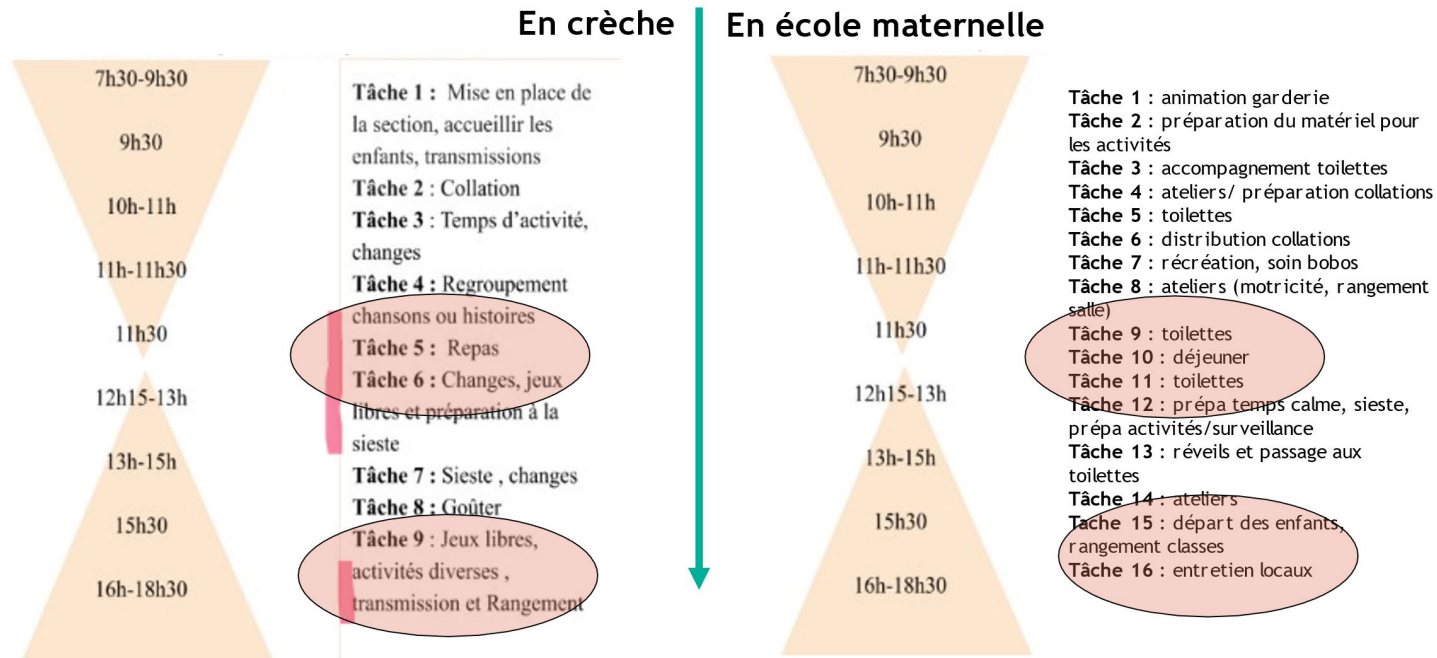 En crèche
7h30-9h30
9h30
10h-11h
11h-11h30
11h30
12h15-13h
13h-15h
15h30
16h-18h30
Tâche 1 : Mise en place de
la section, accueillir les
enfants, transmissions
Tâche 2 : Collation
Tâche 3 : Temps d'activité,
changes
Tâche 4 : Regroupement
chansons ou histoires
Tâche 5 : Repas
Tâche 6 : Changes, jeux
libres et préparation à la
sieste
Tâche 7 : Sieste , changes
Tâche 8 : Goûter
Tâche 9 : Jeux libres,
activités diverses ,
transmission et Rangement
En école maternelle
7h30-9h30
9h30
10h-11h
11h-11h30
11h30
12h15-13h
13h-15h
15h30
16h-18h30
Tâche 1 : animation garderie
Tâche 2 : préparation du matériel pour
les activités
Tâche 3 : accompagnement toilettes
Tâche 4 : ateliers/ préparation collations
Tâche 5 : toilettes
Tâche 6 : distribution collations
Tâche 7 : récréation, soin bobos
Tâche 8 : ateliers (motricité, rangement
salle)
Tâche 9 : toilettes
Tâche 10 : déjeuner
Tâche 11 : toilettes
Tâche 12 : prépa temps calme, sieste,
prépa activités/surveillance
Tâche 13 : réveils et passage aux
toilettes
Tâche 14 : ateliers
Tache 15 : départ des enfants,
rangement classes
Tâche 16 : entretien locaux